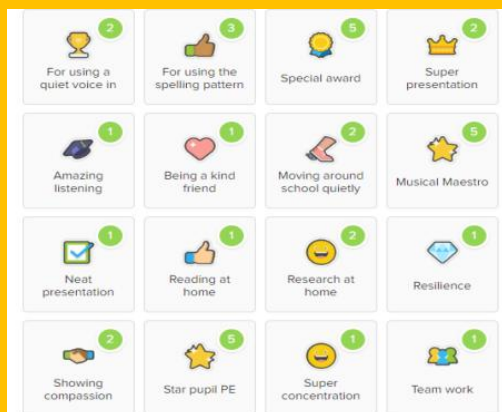 2
3
5
2
For using a
quiet voice in
For using the
spelling pattern
Special award
Super
presentation
1
1
2
5
Amazing
listening
Being a kind
friend
Moving around
school quietly
Musical Maestro
1
1
2
1
Neat
presentation
Reading at
home
Research at
home
Resilience
2
5
1
1
Showing
compassion
Star pupil PE
Super
concentration
Team work